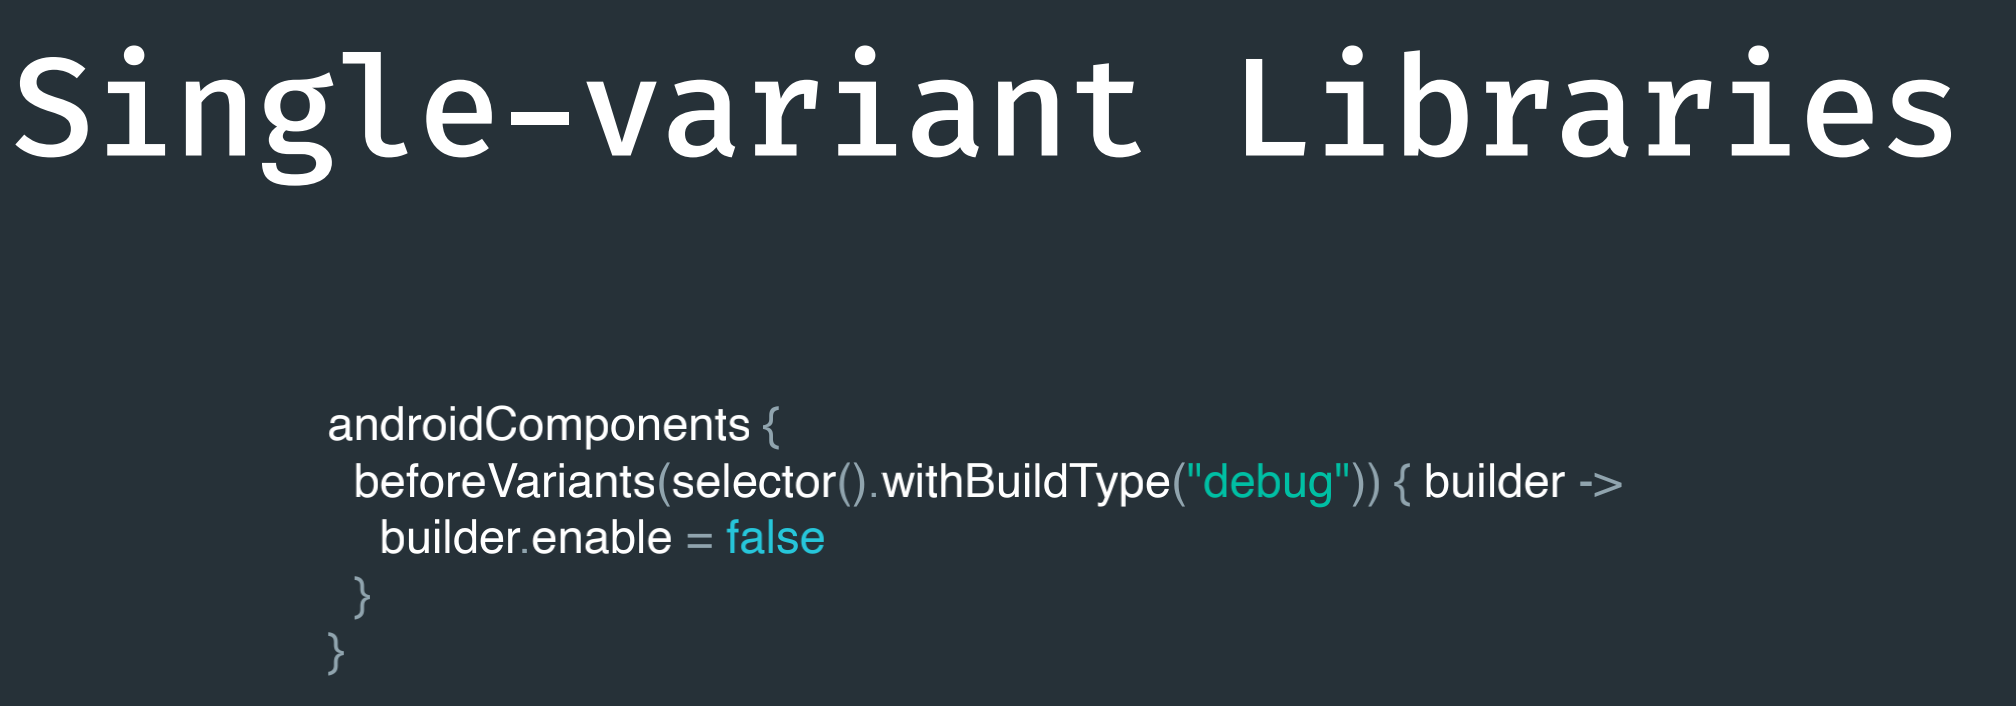 Single-variant Libraries
androidComponents {
  beforeVariants(selector().withBuildType("debug")) { builder ->
    builder.enable = false
  }
}